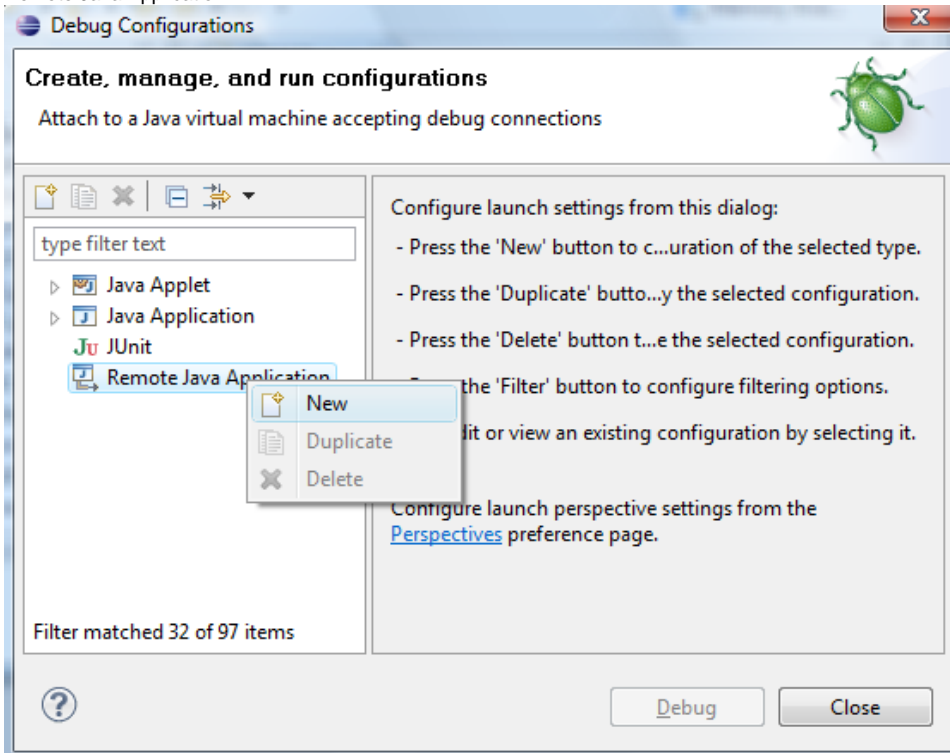 Debug Configurations
Create, manage, and run configurations
Attach to a Java virtual machine accepting debug connections
type filter text
Java Applet
Java Application
JUnit
Remote Java Application
New
Duplicate
Delete
Filter matched 32 of 97 items
Configure launch settings from this dialog:
- Press the 'New' button to c...uration of the selected type.
- Press the 'Duplicate' butto...y the selected configuration.
- Press the 'Delete' button t...e the selected configuration.
the 'Filter' button to configure filtering options.
or view an existing configuration by selecting it.
Configure launch perspective settings from the
Perspectives preference page.
Debug
Close